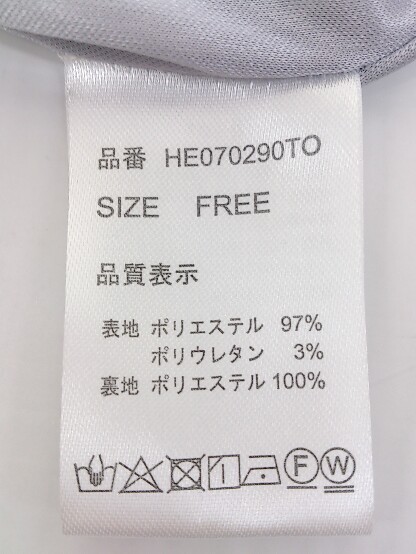 品番 HE070290TO
SIZE FREE
品質表示
表地 ポリエステル 97%
ポリウレタン 3%
裏地 ポリエステル 100%
F W